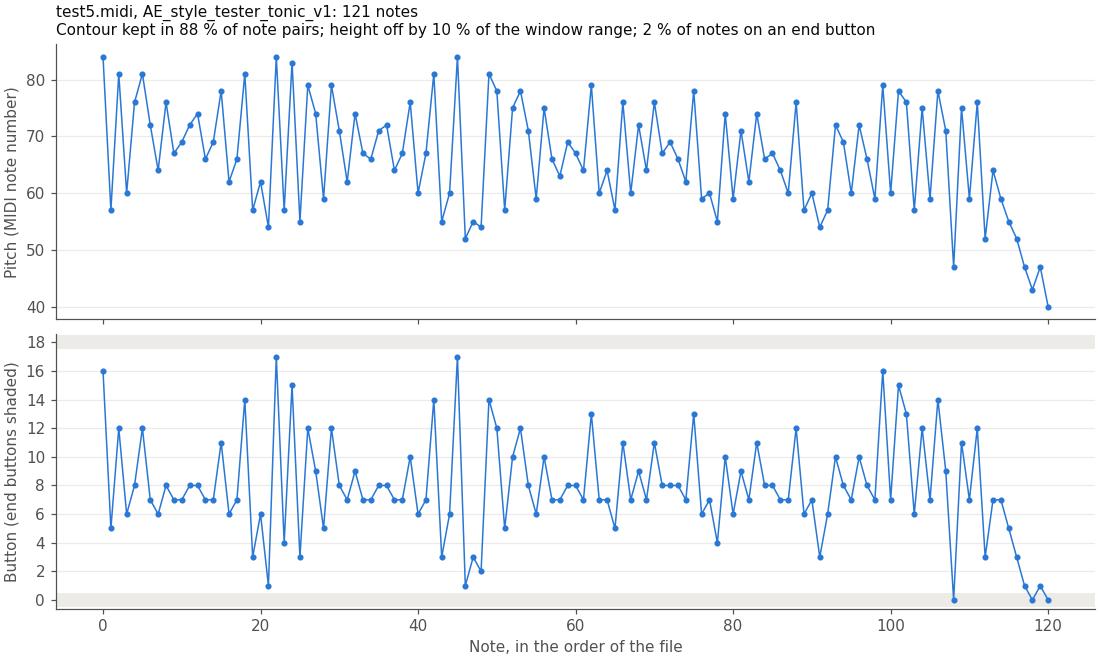 test5.midi, AE_style_tester_tonic_v1: 121 notes
Contour kept in 88 % of note pairs; height off by 10 % of the window range; 2 % of notes on an end button
Pitch (MIDI note number)
80
70
60
50
40
Button (end buttons shaded)
18
16
14
12
10
8
6
4
2
0
0 20 40 60 80 100 120
Note, in the order of the file